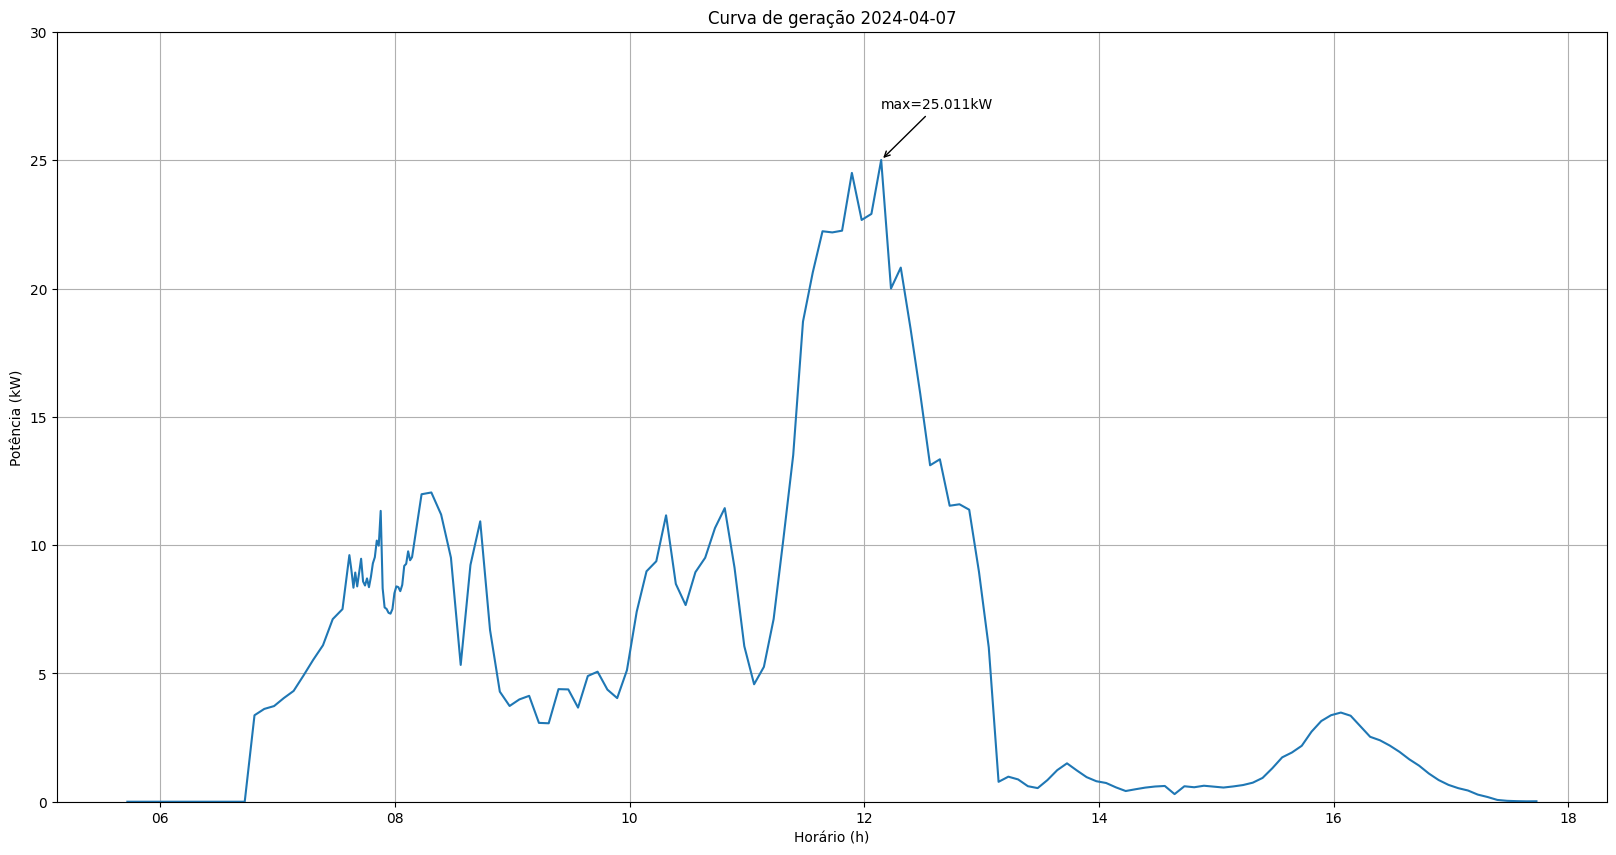 Curva de geração 2024-04-07
30
max=25.011kW
25
20
15
Potência (kW)
10
5
0
06 08 10 12 14 16 18
Horário (h)